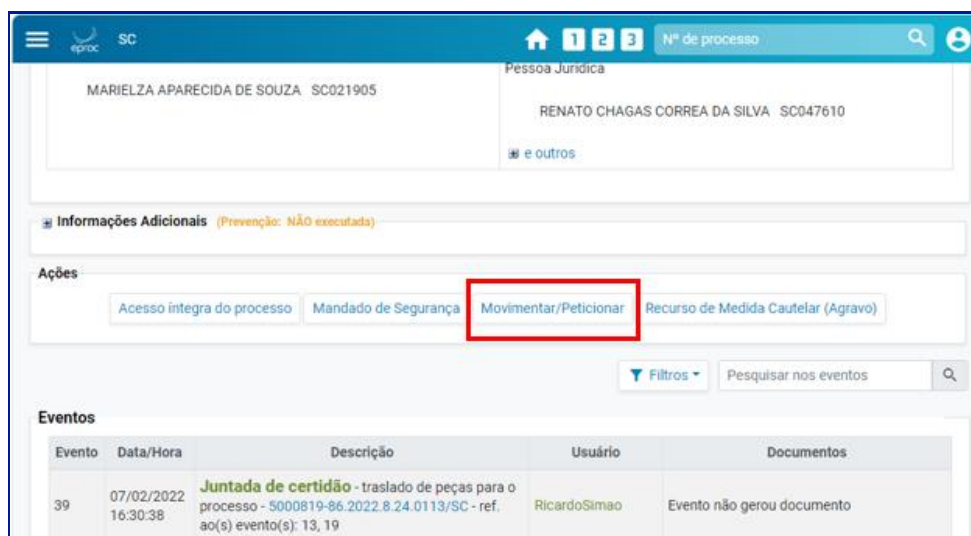 eproc SC 1 2 3 Nº de processo
Pessoa Jurídica
MARIELZA APARECIDA DE SOUZA SC021905
RENATO CHAGAS CORREA DA SILVA SC047610
e outros
Informações Adicionais (Prevenção: NÃO executada)
Ações
Acesso íntegra do processo Mandado de Segurança Movimentar/Peticionar Recurso de Medida Cautelar (Agravo)
Filtros Pesquisar nos eventos
Eventos
Evento Data/Hora Descrição Usuário Documentos
39 07/02/2022 16:30:38 Juntada de certidão - traslado de peças para o
processo - 5000819-86.2022.8.24.0113/SC - ref. RicardoSimao Evento não gerou documento
ao(s) evento(s): 13, 19